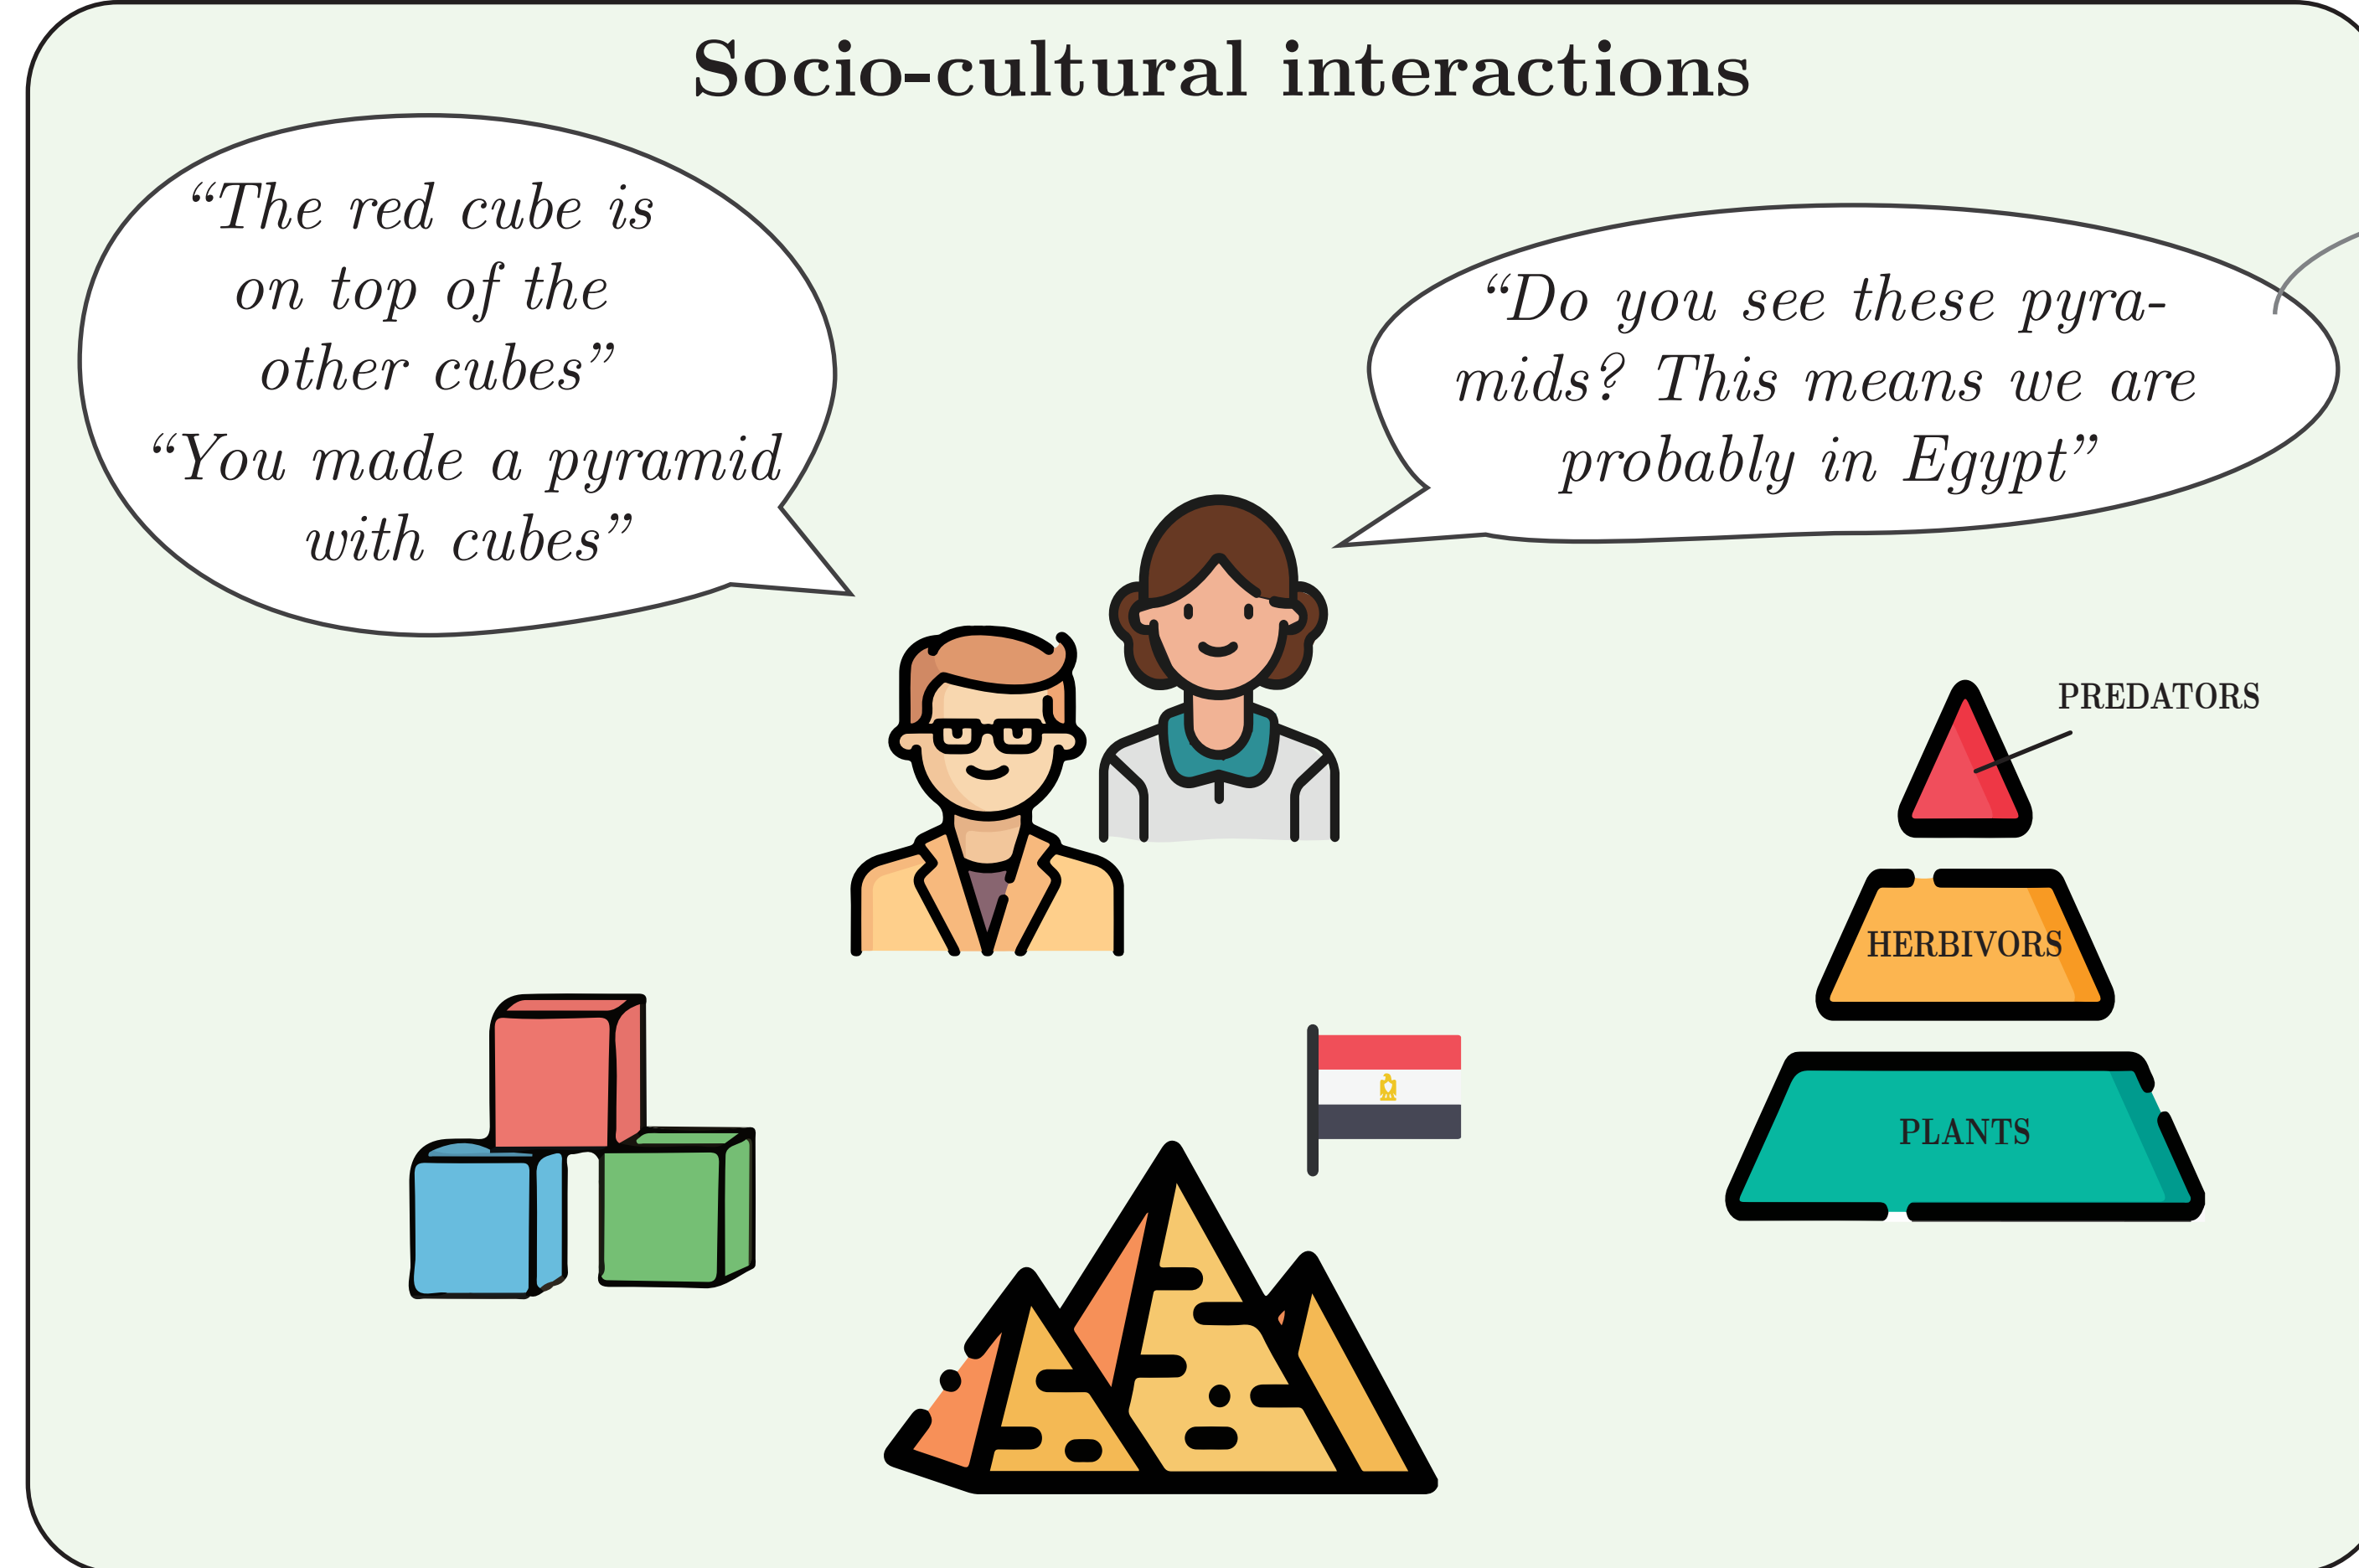 Socio-cultural interactions
“The red cube is
on top of the
other cubes”
“You made a pyramid
with cubes”
“Do you see these pyra-
mids? This means we are
probably in Egypt”
PREDATORS
HERBIVORS
PLANTS